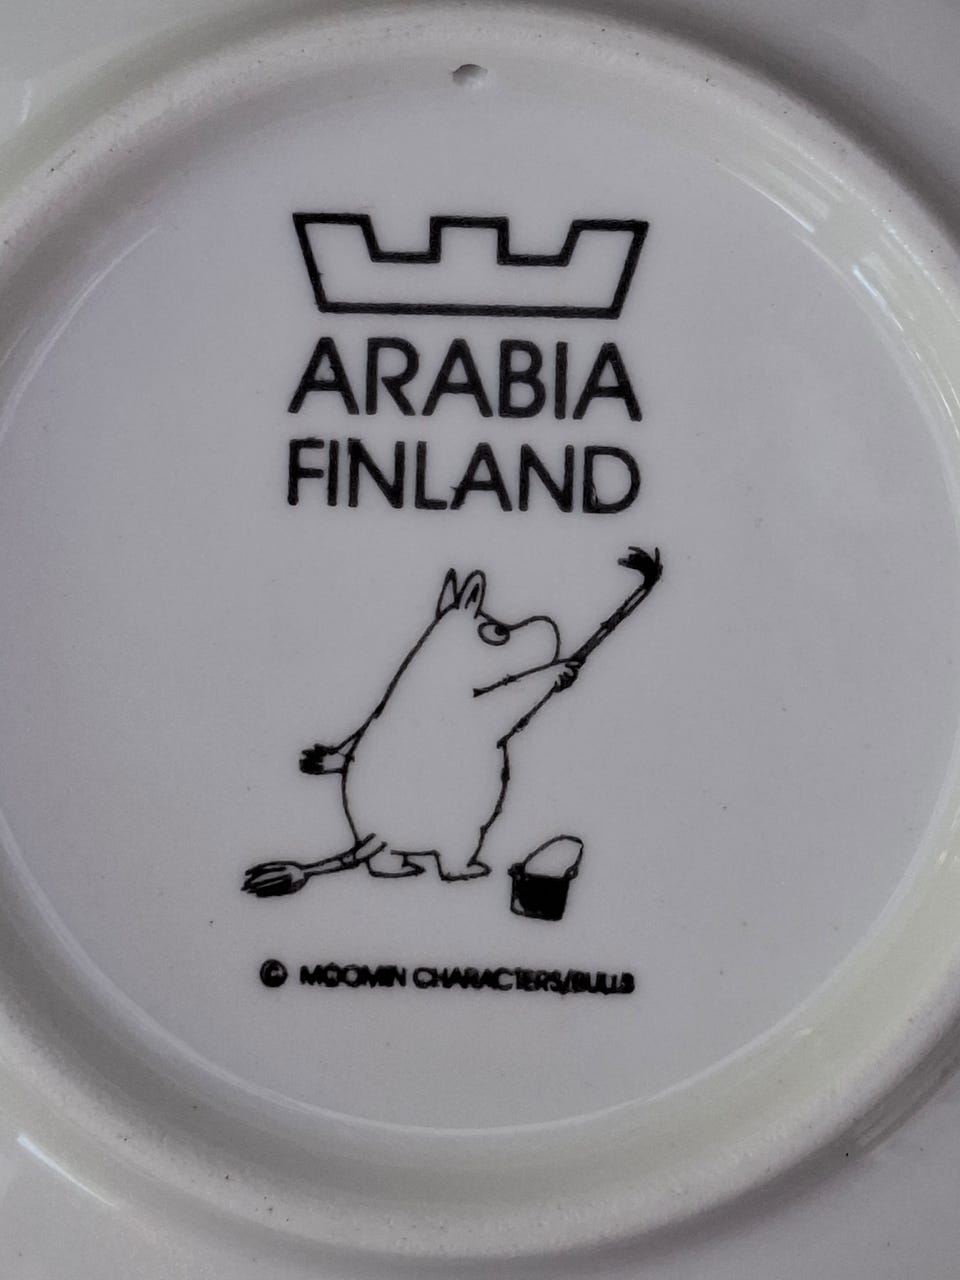 ARABIA
FINLAND
© MOOMIN CHARACTERS/BULLS